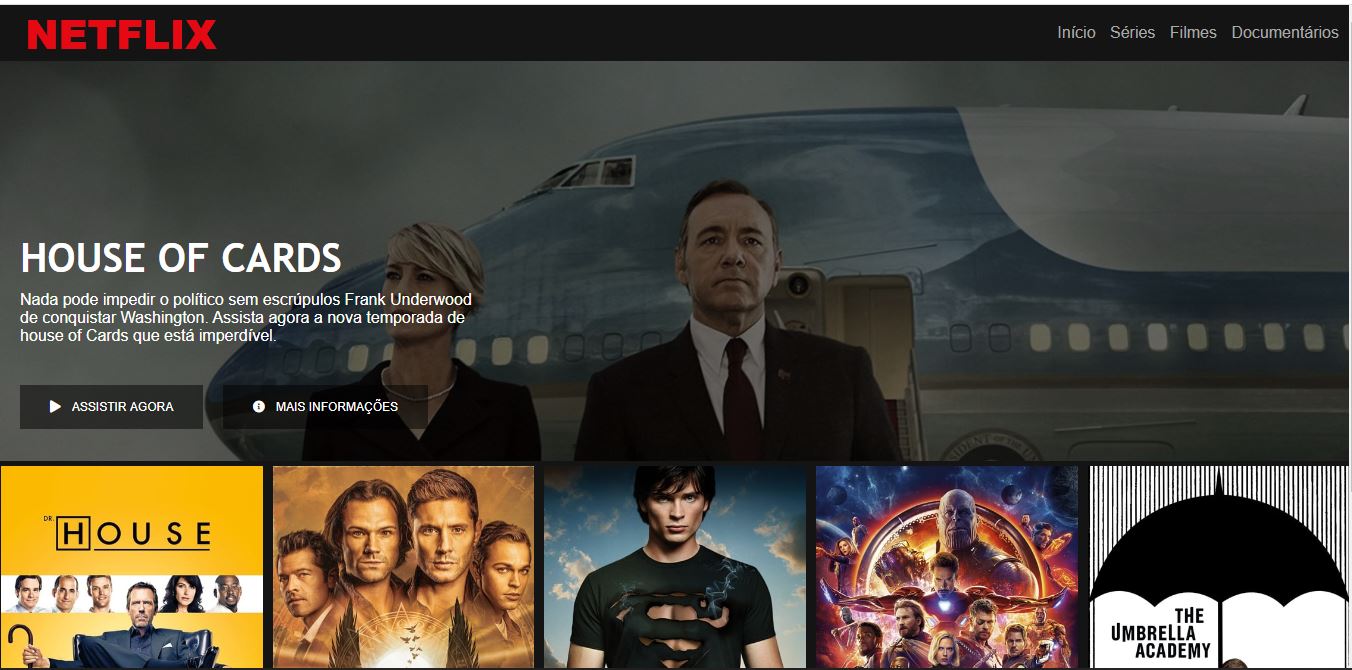 NETFLIX
Início Séries Filmes Documentários
HOUSE OF CARDS
Nada pode impedir o político sem escrúpulos Frank Underwood
de conquistar Washington. Assista agora a nova temporada de
house of Cards que está imperdível.
ASSISTIR AGORA
MAIS INFORMAÇÕES
DR. HOUSE
THE
UMBRELLA
ACADEMY